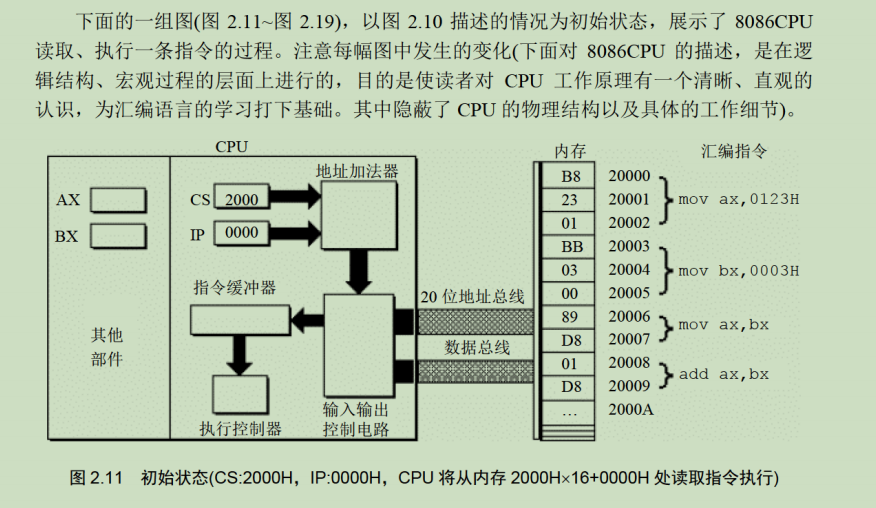 下面的一组图(图 2.11~图 2.19)，以图 2.10 描述的情况为初始状态，展示了 8086CPU
读取、执行一条指令的过程。注意每幅图中发生的变化(下面对 8086CPU 的描述，是在逻
辑结构、宏观过程的层面上进行的，目的是使读者对 CPU 工作原理有一个清晰、直观的
认识，为汇编语言的学习打下基础。其中隐蔽了 CPU 的物理结构以及具体的工作细节)。
CPU
内存
汇编指令
地址加法器
AX
BX
CS 2000
IP 0000
指令缓冲器
其他
部件
执行控制器
输入输出
控制电路
20 位地址总线
数据总线
B8 20000
23 20001 mov ax,0123H
01 20002
BB 20003
03 20004 mov bx,0003H
00 20005
89 20006
mov ax,bx
D8 20007
01 20008
add ax,bx
D8 20009
… 2000A
图 2.11 初始状态(CS:2000H，IP:0000H，CPU 将从内存 2000H×16+0000H 处读取指令执行)